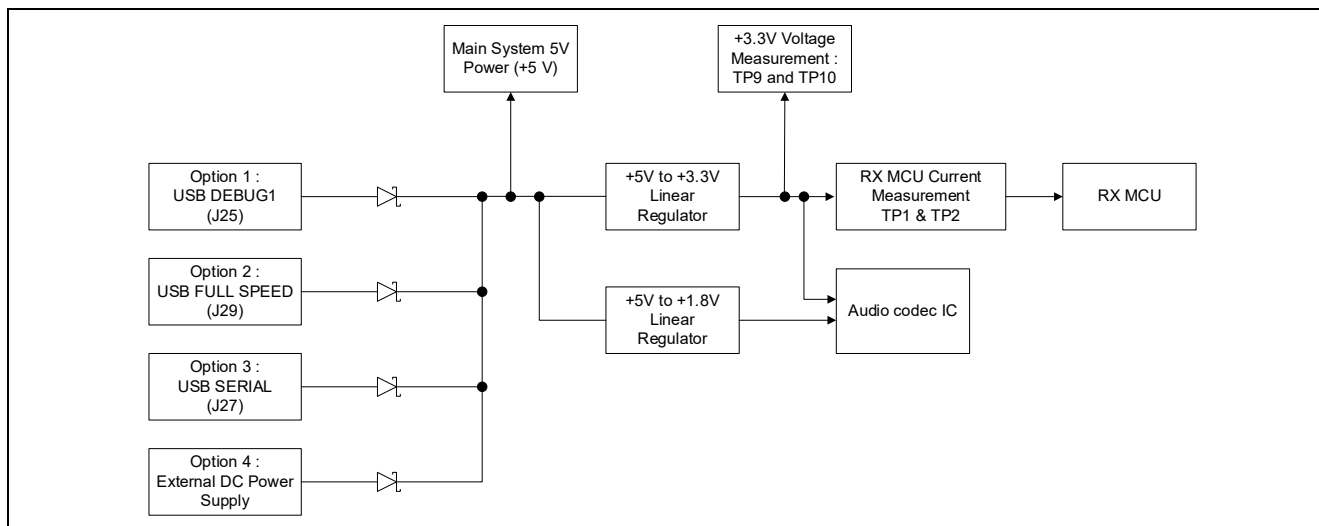 Main System 5V
Power (+5 V)
+3.3V Voltage
Measurement :
TP9 and TP10
Option 1 :
USB DEBUG1
(J25)
+5V to +3.3V
Linear
Regulator
RX MCU Current
Measurement
TP1 & TP2
RX MCU
Option 2 :
USB FULL SPEED
(J29)
+5V to +1.8V
Linear
Regulator
Audio codec IC
Option 3 :
USB SERIAL
(J27)
Option 4 :
External DC Power
Supply